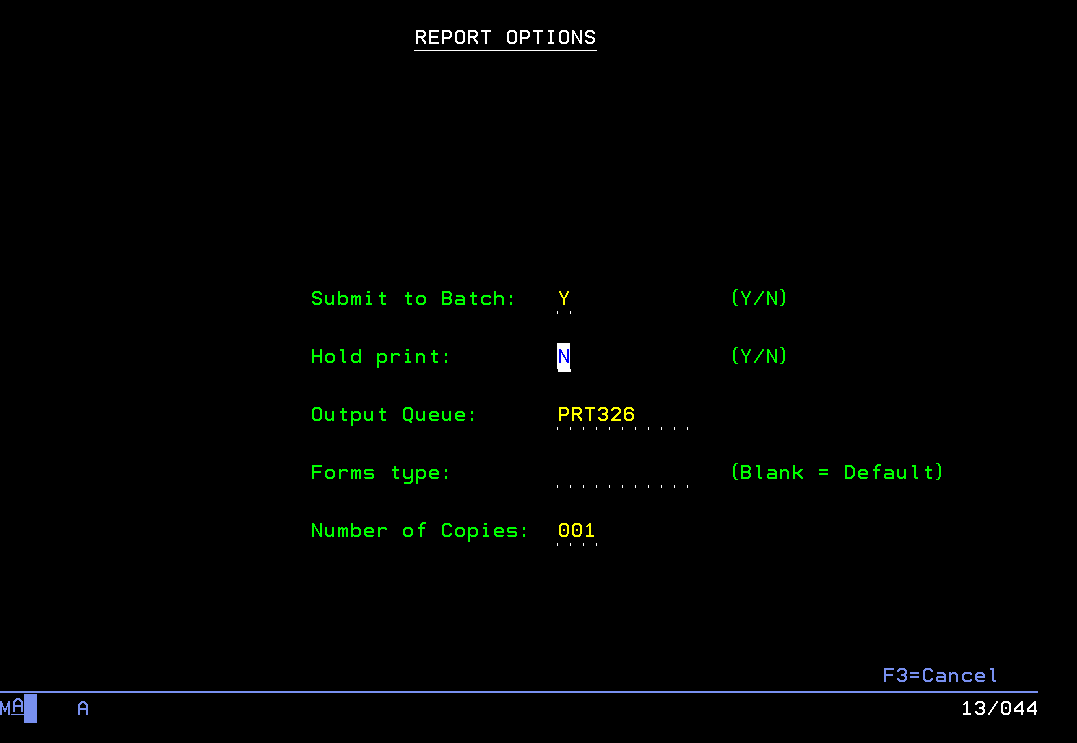 REPORT OPTIONS
Submit to Batch: Y (Y/N)
Hold print: N (Y/N)
Output Queue: PRT326
Forms type: (Blank = Default)
Number of Copies: 001
F3=Cancel
MA A 13/044